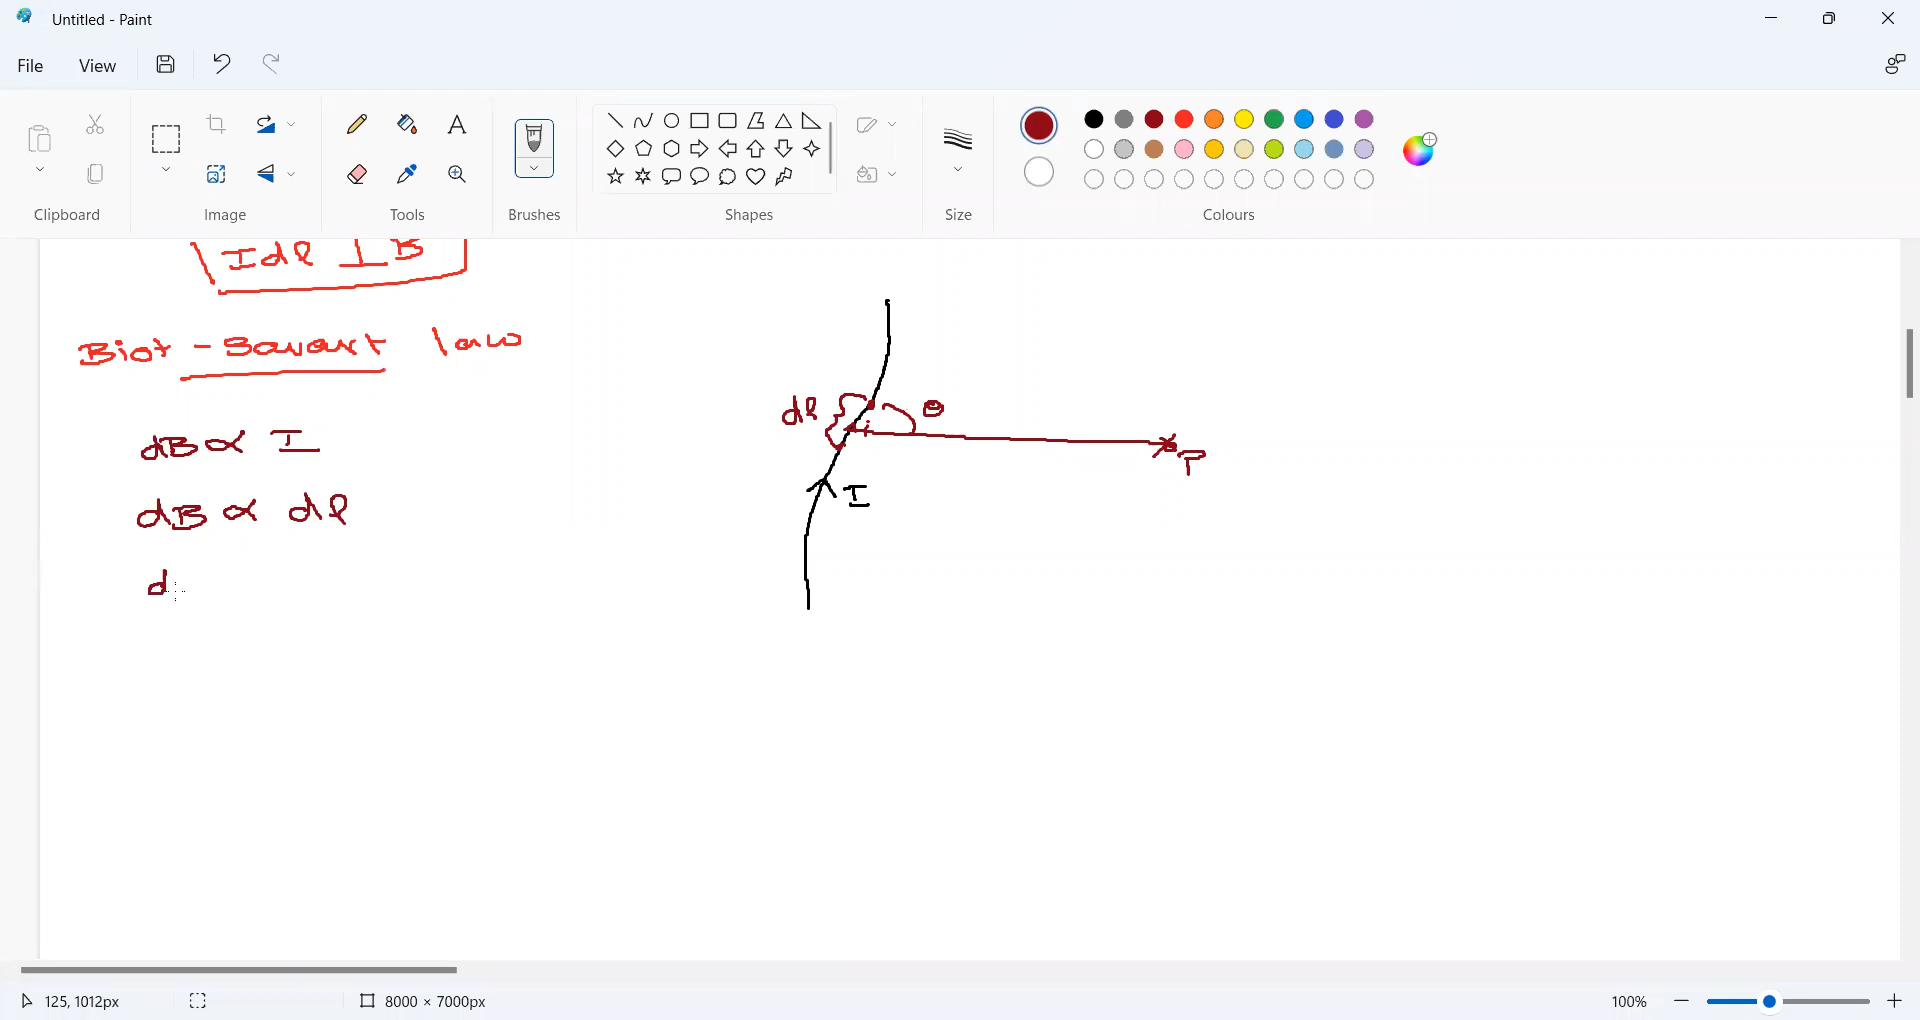 Untitled - Paint
File View
Clipboard Image Tools Brushes Shapes Size Colours
Idl ⊥ B
Biot - Savart law
dB ∝ I
dB ∝ dl
d
dl θ
P
I
125, 1012px 8000 × 7000px 100%